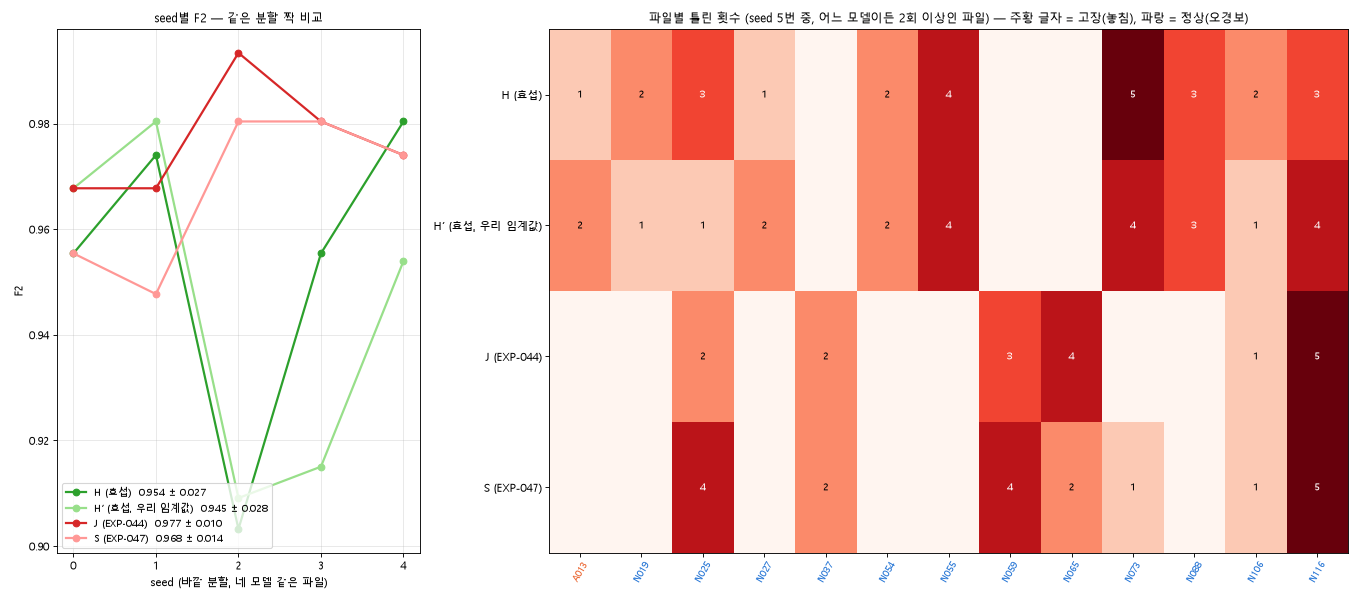 seed별 F2 — 같은 분할 짝 비교
F2
0.98
0.96
0.94
0.92
0.90
H (효섭) 0.954 ± 0.027
H′ (효섭, 우리 임계값) 0.945 ± 0.028
J (EXP-044) 0.977 ± 0.010
S (EXP-047) 0.968 ± 0.014
0 1 2 3 4
seed (바깥 분할, 네 모델 같은 파일)
파일별 틀린 횟수 (seed 5번 중, 어느 모델이든 2회 이상인 파일) — 주황 글자 = 고장(놓침), 파랑 = 정상(오경보)
H (효섭) 1 2 3 1 2 4 5 3 2 3
H′ (효섭, 우리 임계값) 2 1 1 2 2 4 4 3 1 4
J (EXP-044) 2 2 3 4 1 5
S (EXP-047) 4 2 4 2 1 1 5
A013 N019 N025 N027 N037 N054 N055 N059 N065 N073 N088 N106 N116